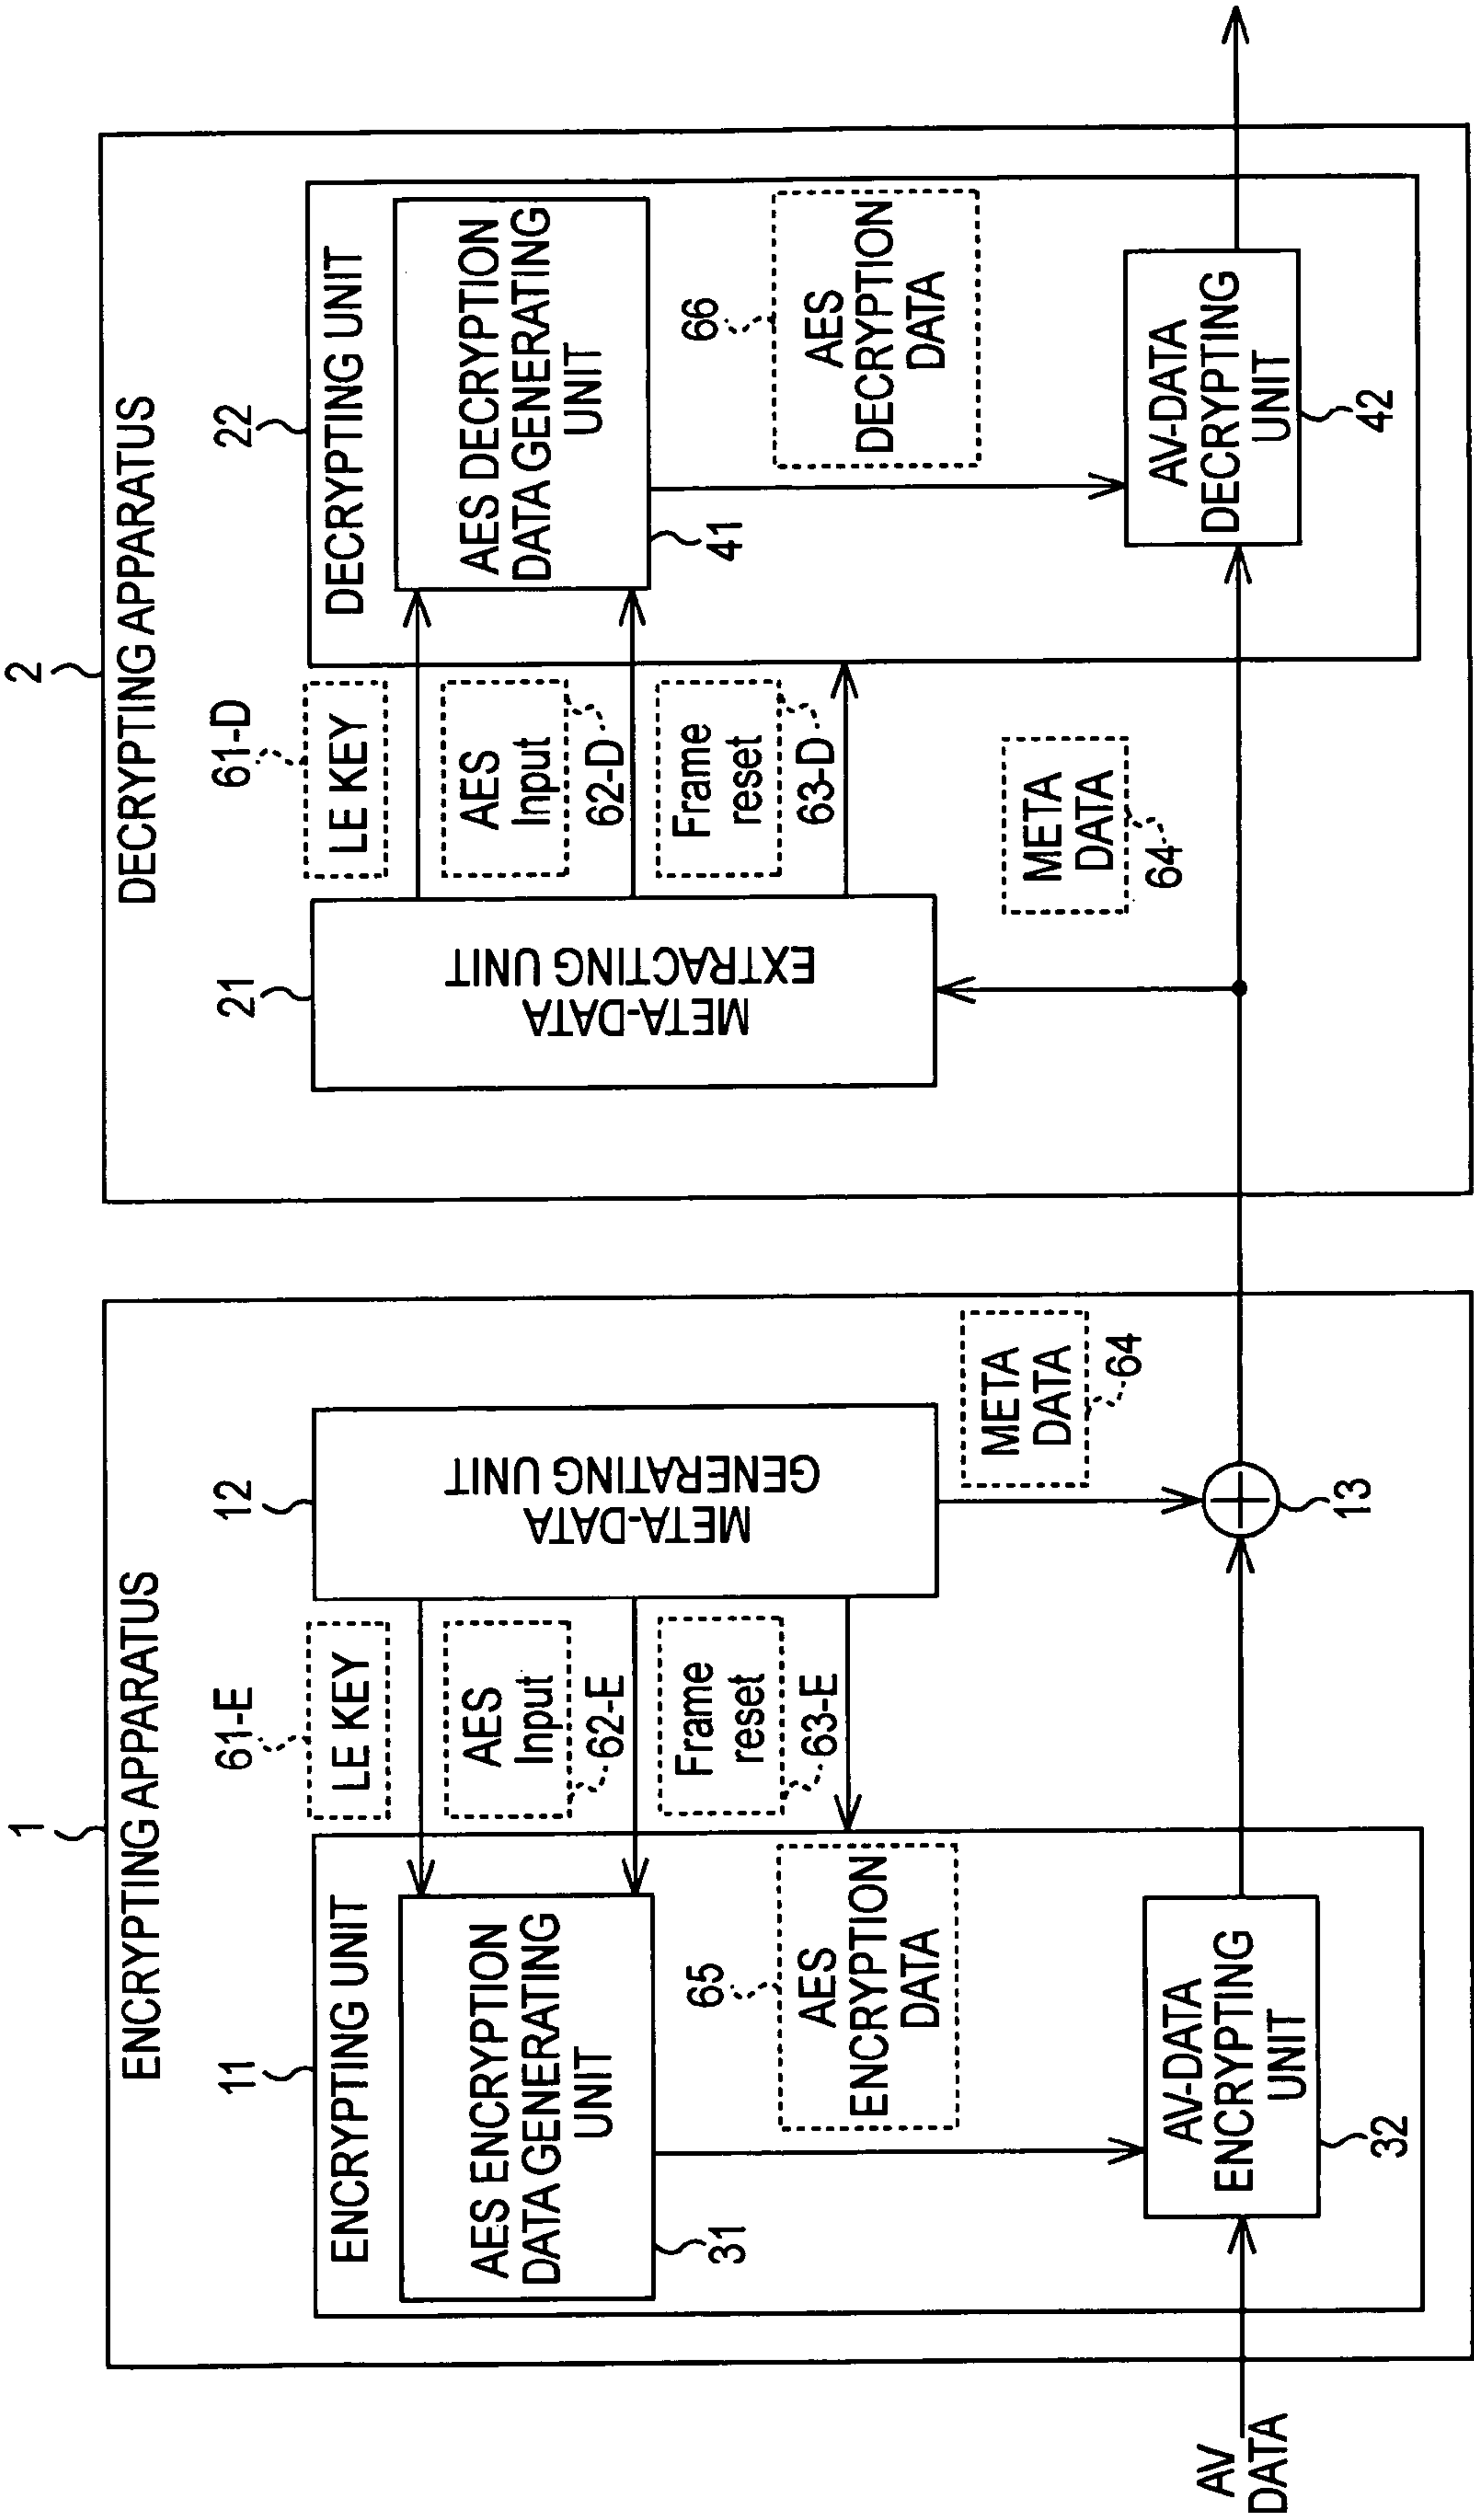 1
ENCRYPTING APPARATUS
11
ENCRYPTING UNIT
AES ENCRYPTION
DATA GENERATING
UNIT
31
65
AES
ENCRYPTION
DATA
AV-DATA
ENCRYPTING
UNIT
32
AV
DATA
61-E
LE KEY
AES
Input
62-E
Frame
reset
63-E
12
META-DATA
GENERATING UNIT
META
DATA
64
13
2
DECRYPTING APPARATUS
21
META-DATA
EXTRACTING UNIT
61-D
LE KEY
AES
Input
62-D
Frame
reset
63-D
META
DATA
64
22
DECRYPTING UNIT
AES DECRYPTION
DATA GENERATING
UNIT
41
66
AES
DECRYPTION
DATA
AV-DATA
DECRYPTING
UNIT
42